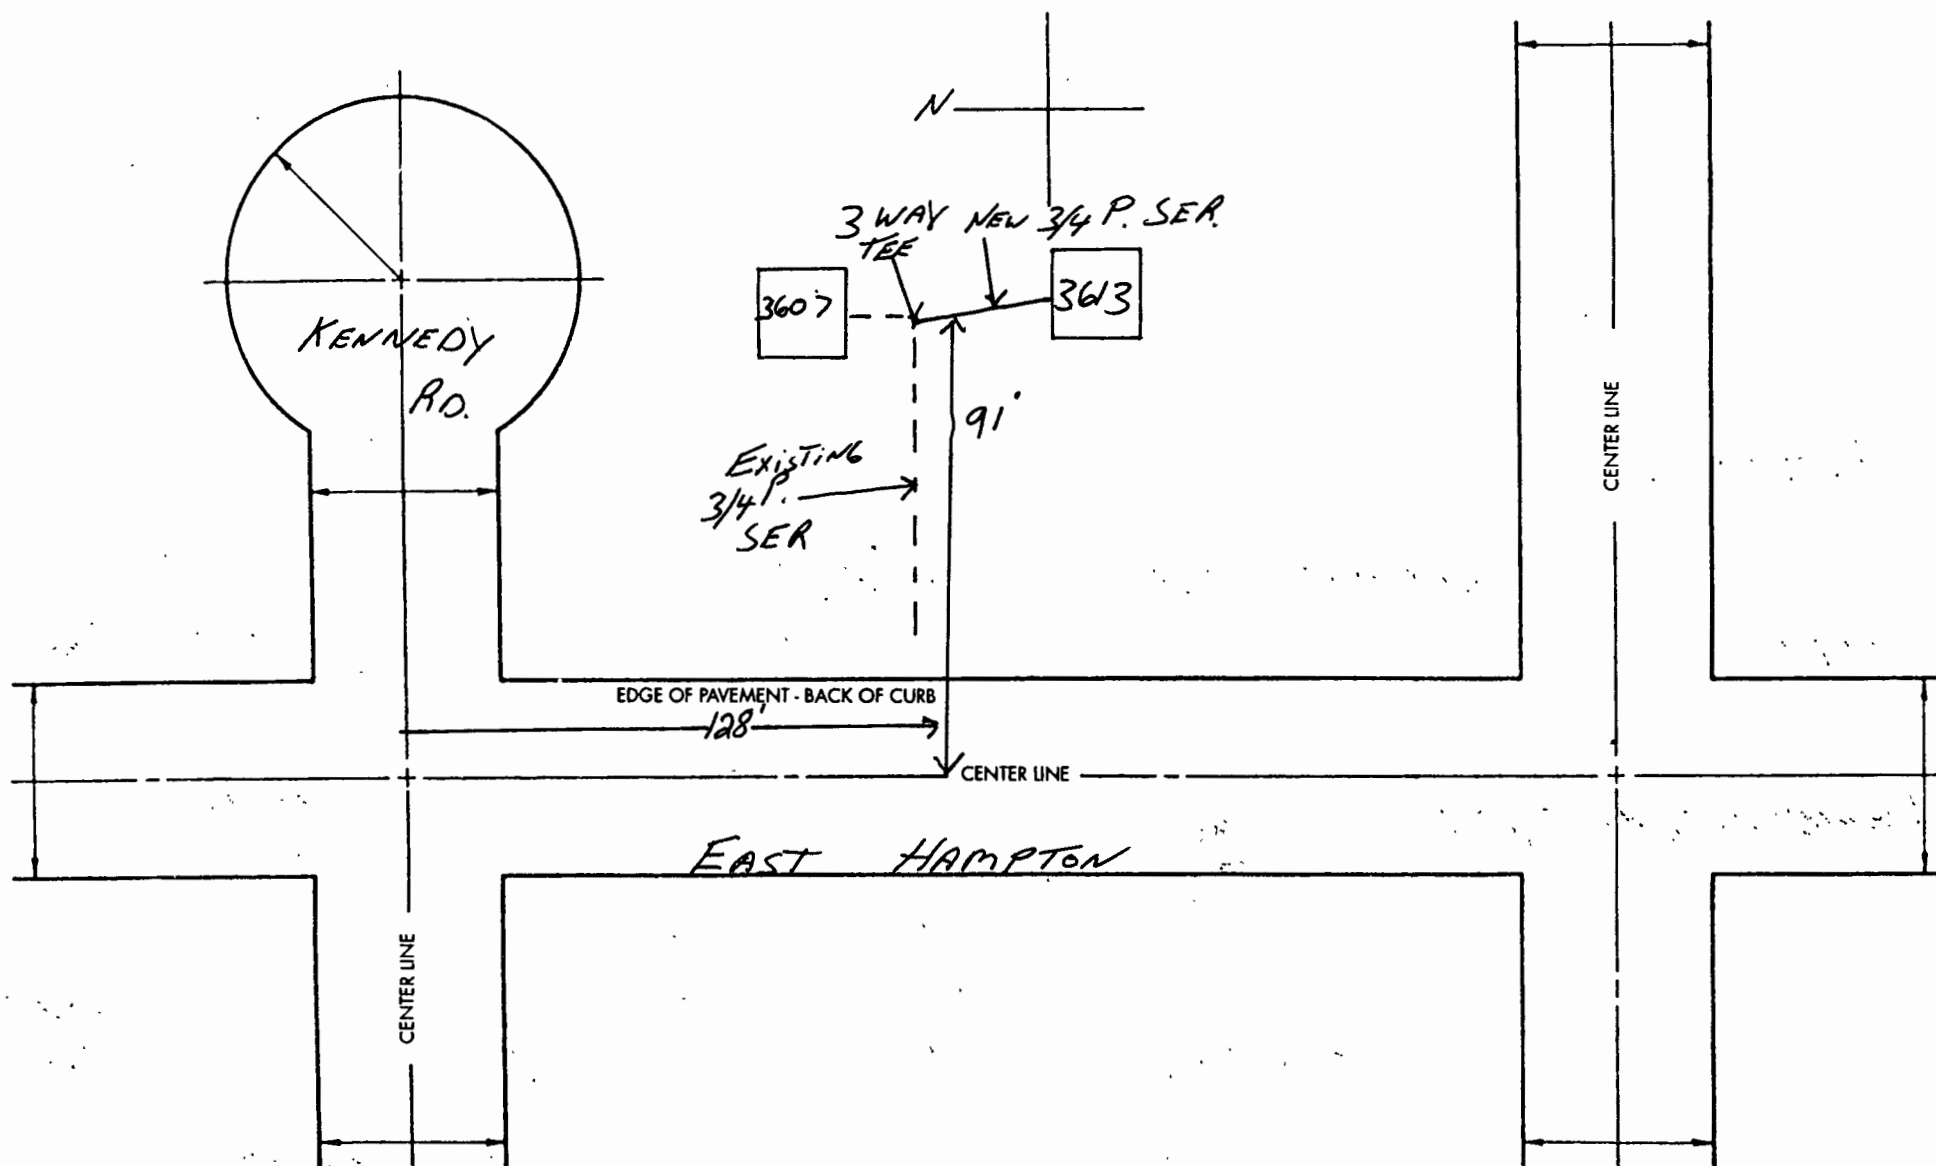 N
3 WAY
TEE
NEW 3/4 P. SER.
3607
3613
KENNEDY
RD.
91'
EXISTING
3/4 P.
SER
CENTER LINE
EDGE OF PAVEMENT - BACK OF CURB
128'
CENTER LINE
EAST HAMPTON
CENTER LINE